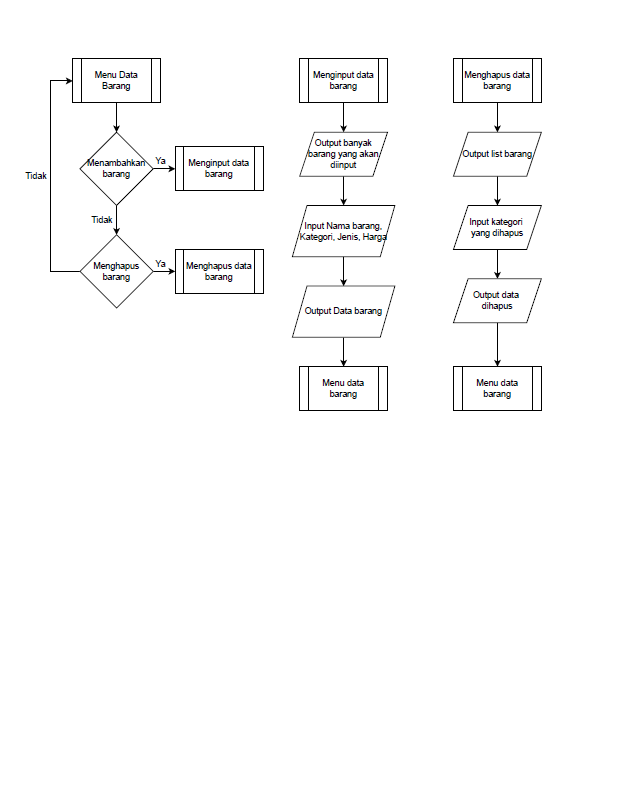 Menu Data
Barang
Menambahkan
barang
Ya
Menginput data
barang
Tidak
Tidak
Menghapus
barang
Ya
Menghapus data
barang
Menginput data
barang
Output banyak
barang yang akan
diinput
Input Nama barang,
Kategori, Jenis, Harga
Output Data barang
Menu data
barang
Menghapus data
barang
Output list barang
Input kategori
yang dihapus
Output data
dihapus
Menu data
barang